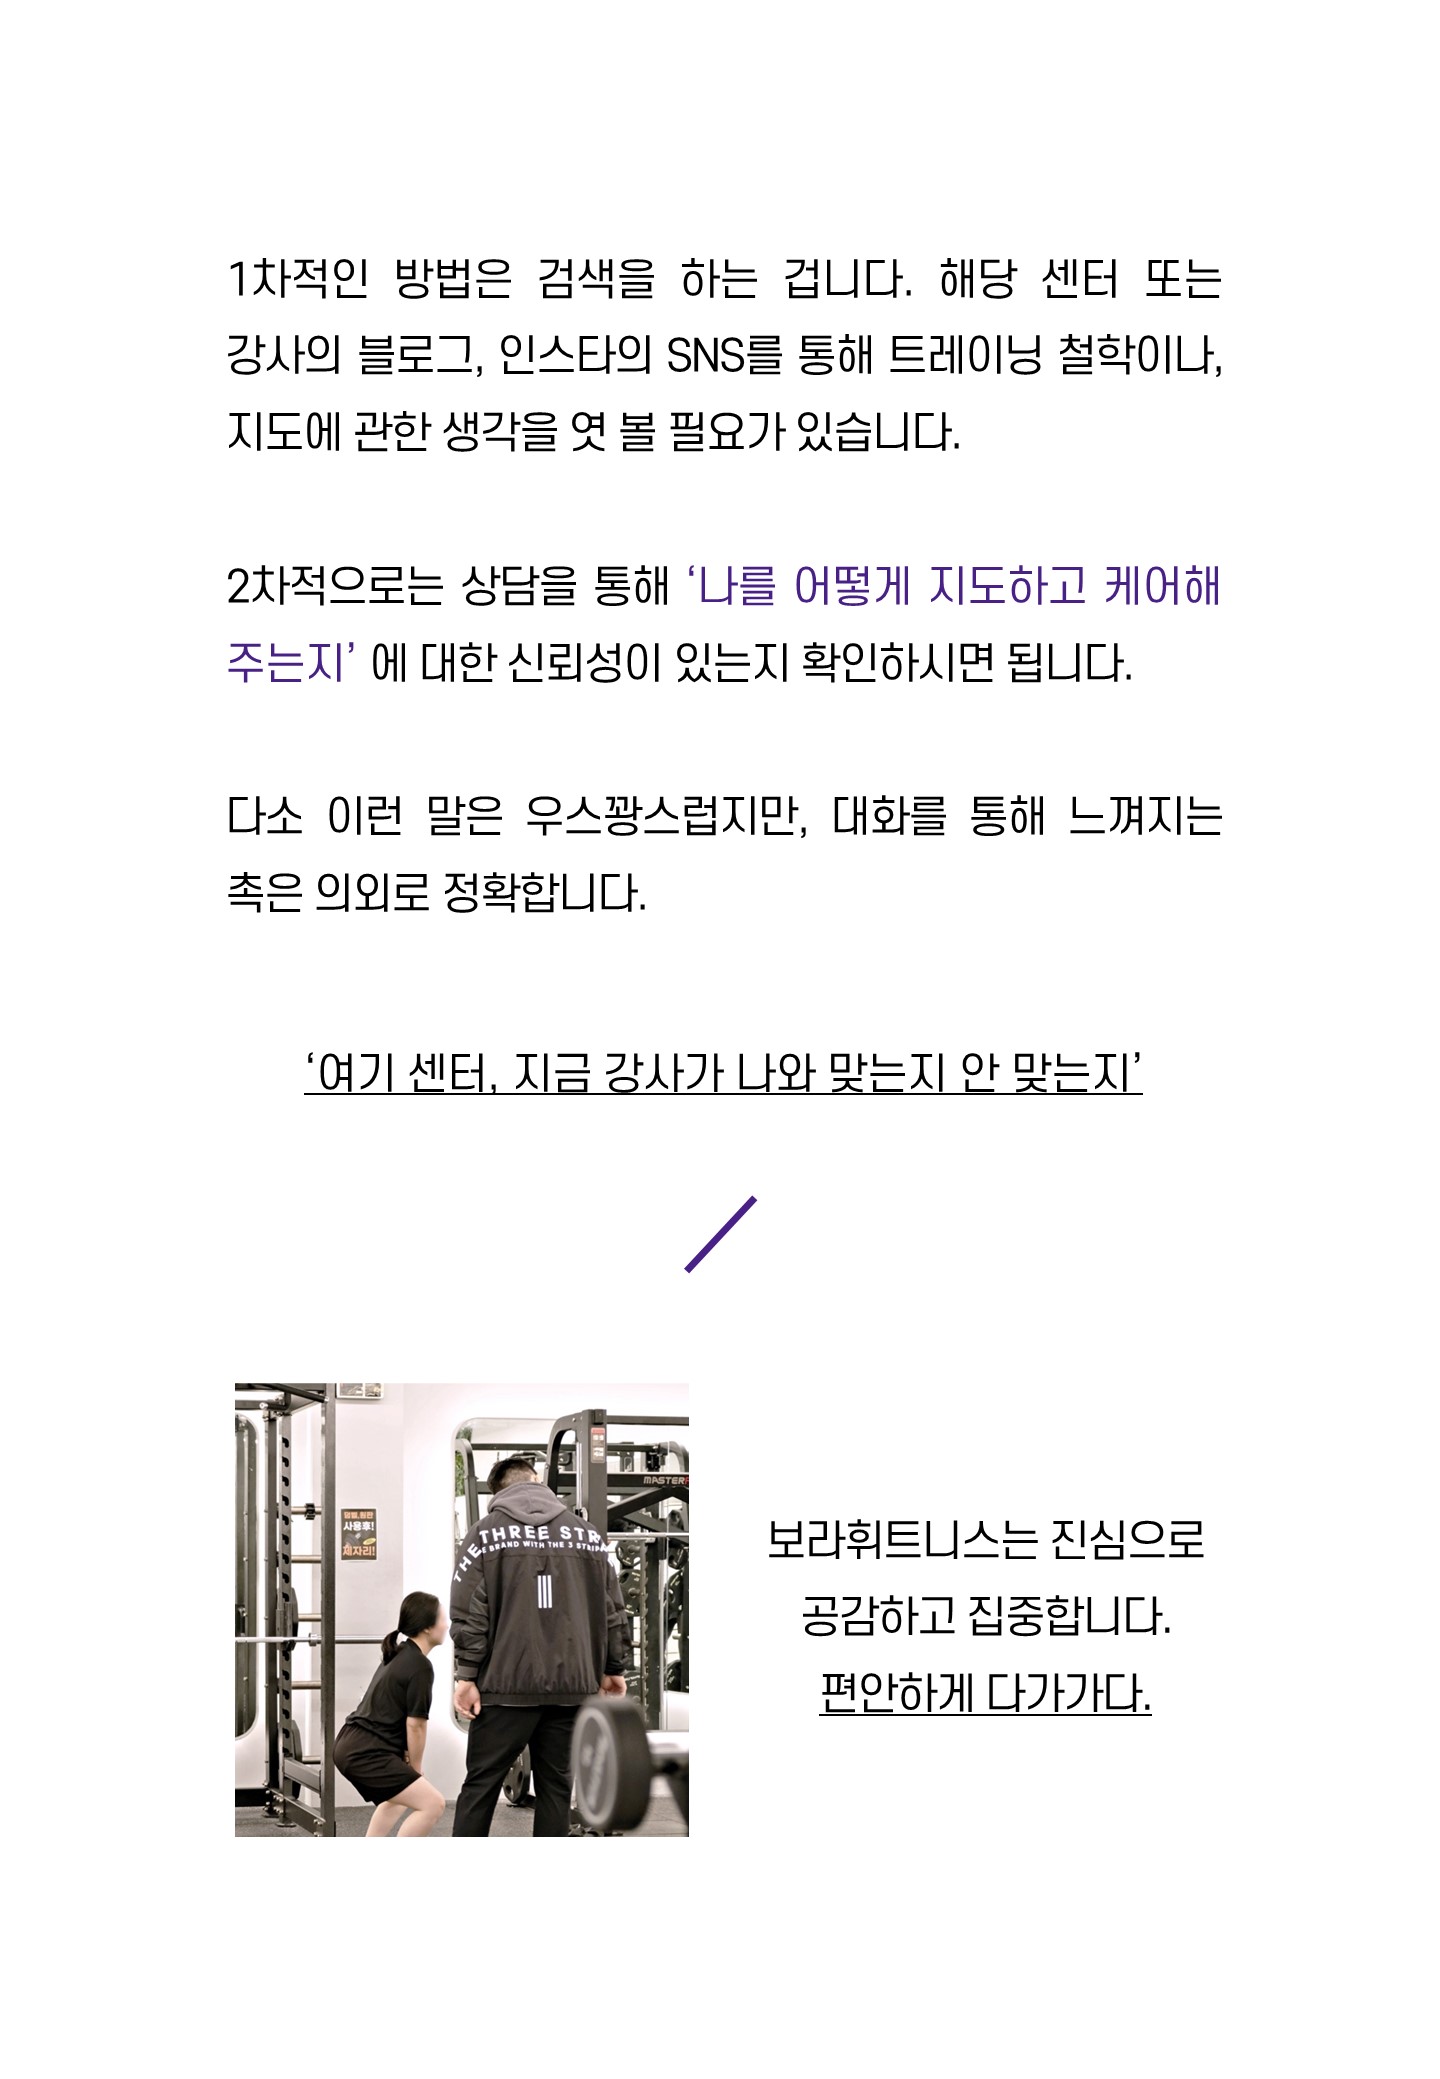 1차적인 방법은 검색을 하는 겁니다. 해당 센터 또는
강사의 블로그, 인스타의 SNS를 통해 트레이닝 철학이나,
지도에 관한 생각을 엿 볼 필요가 있습니다.
2차적으로는 상담을 통해 ‘나를 어떻게 지도하고 케어해
주는지’ 에 대한 신뢰성이 있는지 확인하시면 됩니다.
다소 이런 말은 우스꽝스럽지만, 대화를 통해 느껴지는
촉은 의외로 정확합니다.
‘여기 센터, 지금 강사가 나와 맞는지 안 맞는지’
MASTER
덤벨,원판
사용후!
제자리!
THE THREE STR
E BRAND WITH THE 3 STRIP
보라휘트니스는 진심으로
공감하고 집중합니다.
편안하게 다가가다.